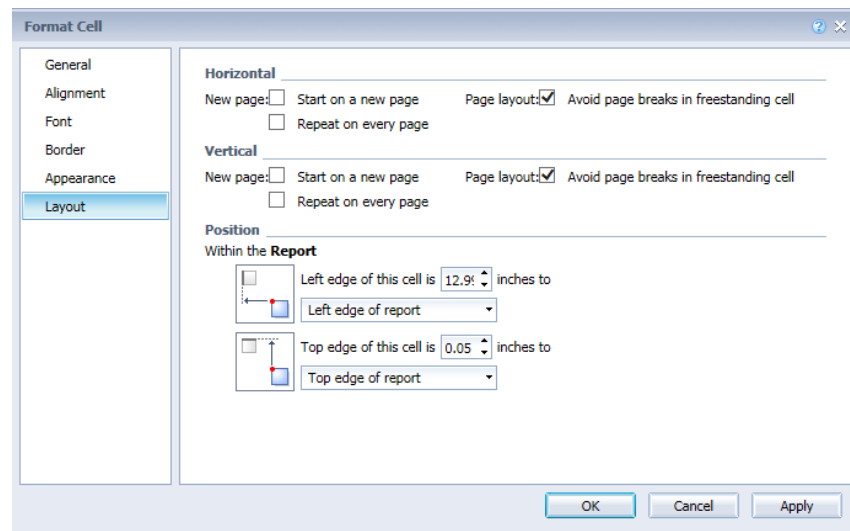 Format Cell
General
Alignment
Font
Border
Appearance
Layout
Horizontal
New page: Start on a new page Page layout: Avoid page breaks in freestanding cell
Repeat on every page
Vertical
New page: Start on a new page Page layout: Avoid page breaks in freestanding cell
Repeat on every page
Position
Within the Report
Left edge of this cell is 12.9 inches to
Left edge of report
Top edge of this cell is 0.05 inches to
Top edge of report
OK Cancel Apply